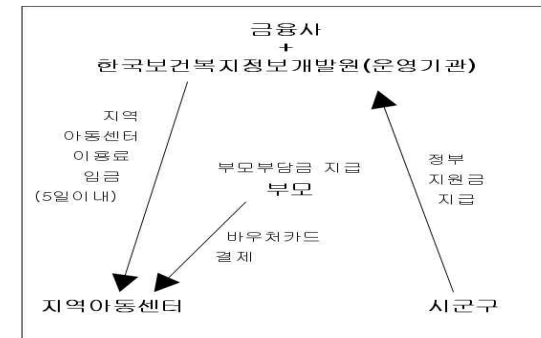 금융사
+
한국보건복지정보개발원(운영기관)
지역
아동센터
이용료
임금
(5일이내)
부모부담금 지급
부모
바우처카드
결제
정부
지원금
지급
지역아동센터
시군구